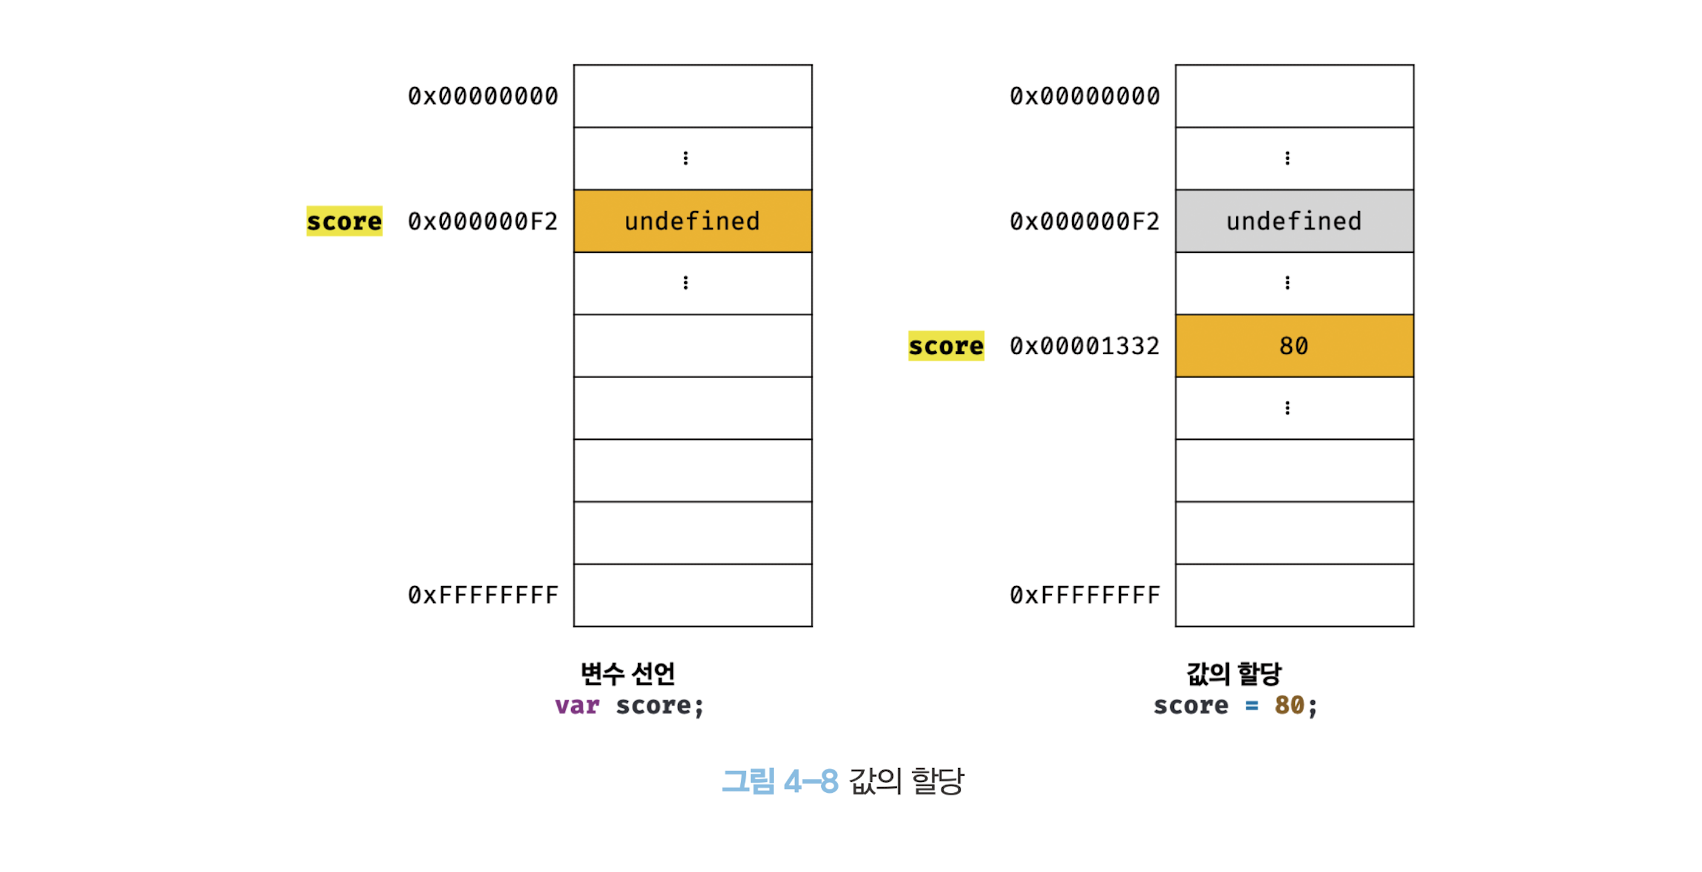 0x00000000
⋮
score 0x000000F2 undefined
⋮
0xFFFFFFFF
변수 선언
var score;
0x00000000
⋮
0x000000F2 undefined
⋮
score 0x00001332 80
⋮
0xFFFFFFFF
값의 할당
score = 80;
그림 4–8 값의 할당